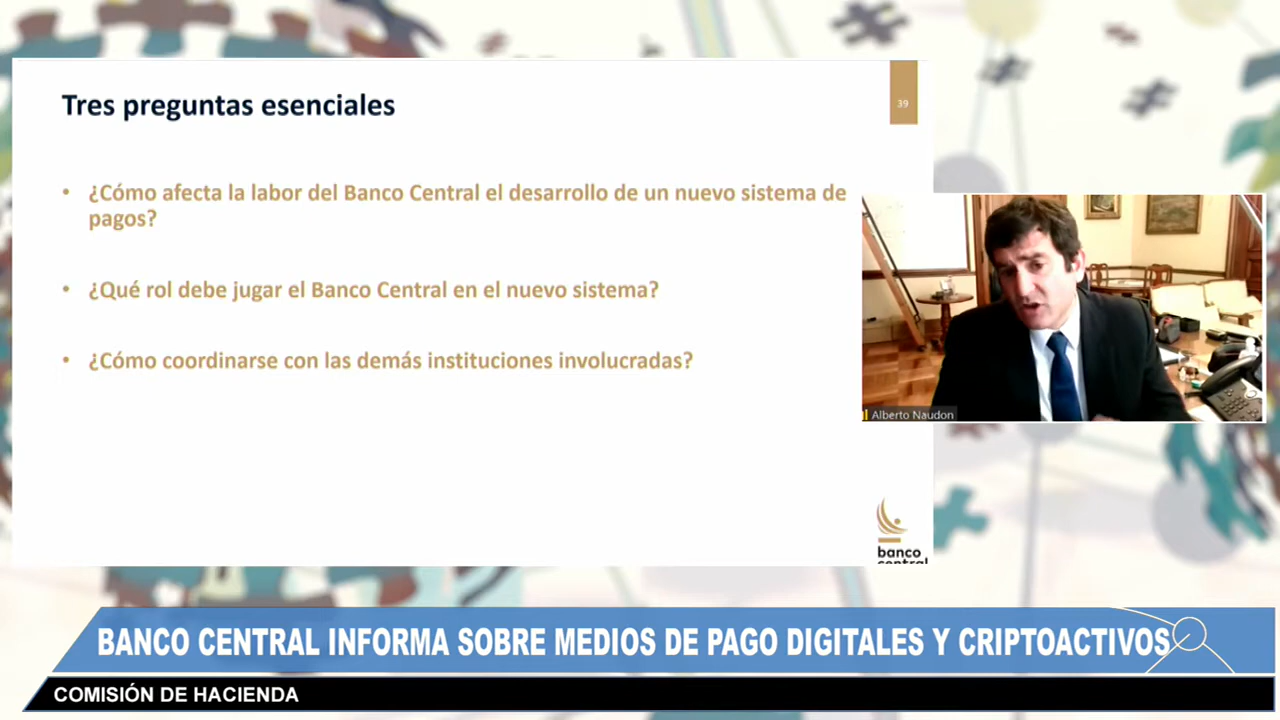 Tres preguntas esenciales
39
• ¿Cómo afecta la labor del Banco Central el desarrollo de un nuevo sistema de
pagos?
• ¿Qué rol debe jugar el Banco Central en el nuevo sistema?
• ¿Cómo coordinarse con las demás instituciones involucradas?
Alberto Naudon
banco
central
BANCO CENTRAL INFORMA SOBRE MEDIOS DE PAGO DIGITALES Y CRIPTOACTIVOS
COMISIÓN DE HACIENDA